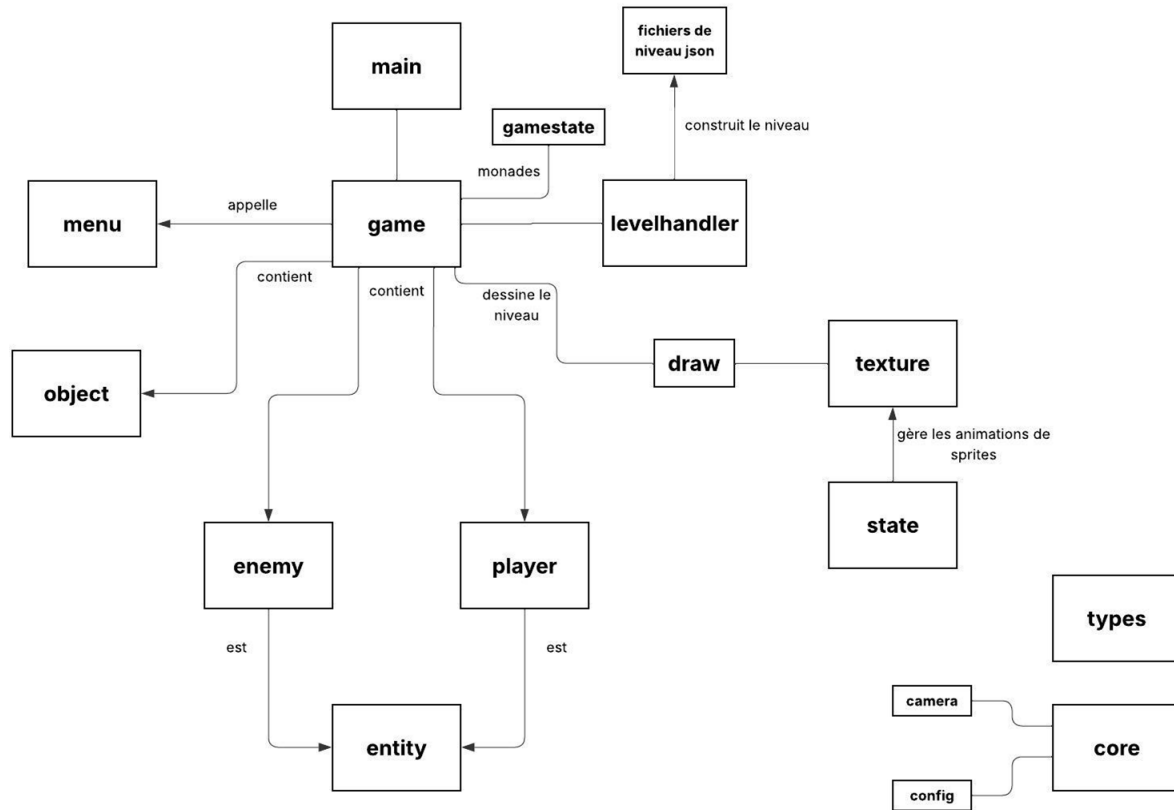 fichiers de
niveau json
main
gamestate
construit le niveau
monades
menu
appelle
game
levelhandler
contient
contient
dessine le
niveau
object
draw
texture
gère les animations de
sprites
state
enemy
player
types
est
est
camera
entity
core
config